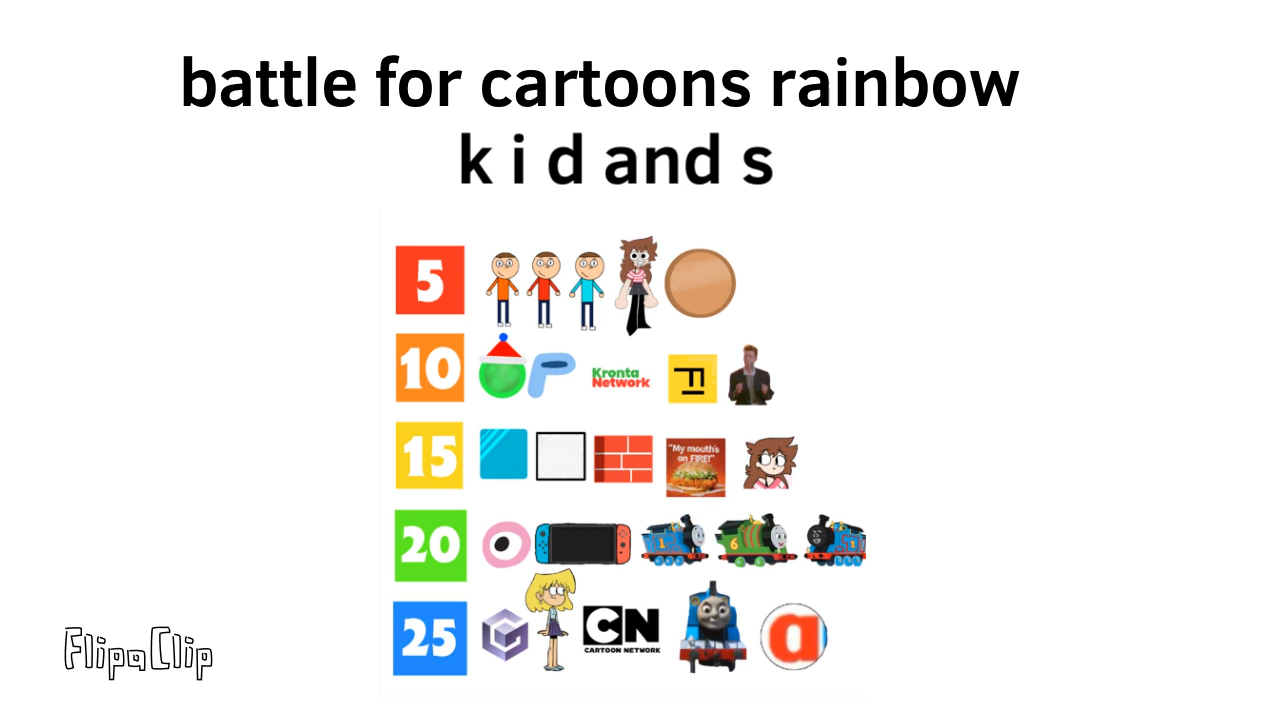 battle for cartoons rainbow
k i d and s
5
10
Kronta
Network
FI
15
"My mouth's
on FIRE!"
20
1
6
1
25
G
CN
CARTOON NETWORK
a
FlipaClip